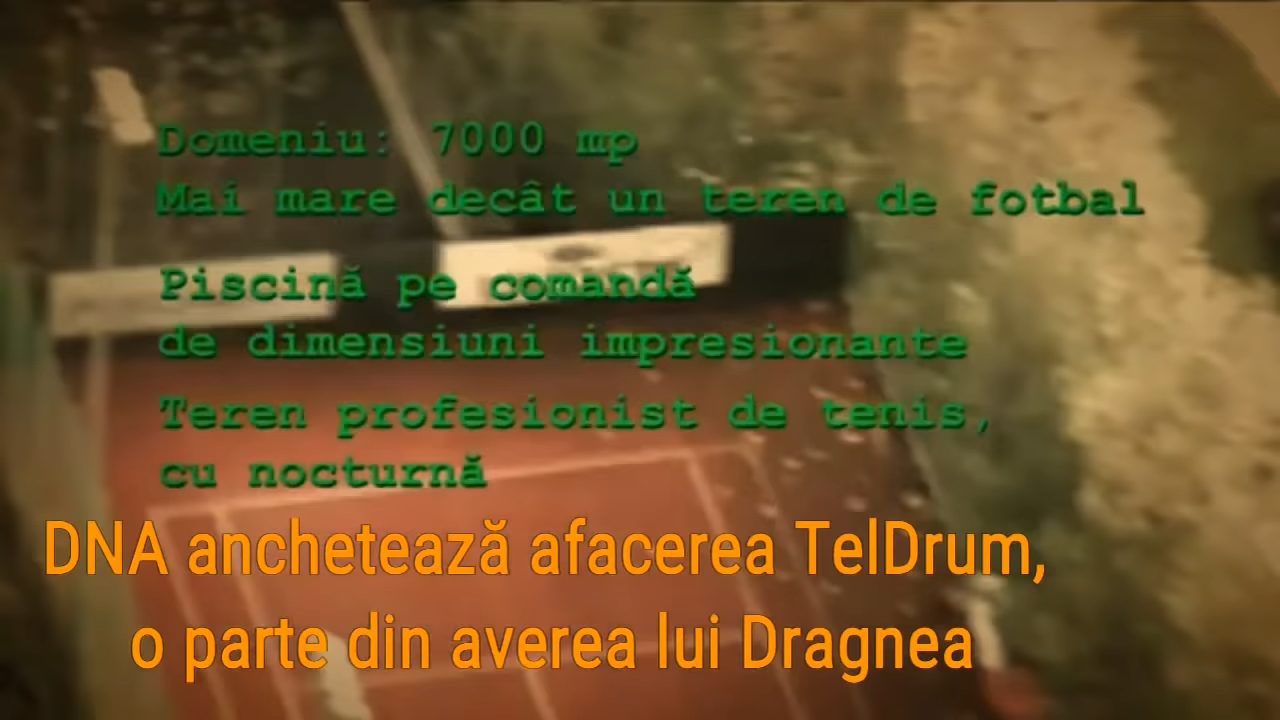 Domeniu: 7000 mp
Mai mare decât un teren de fotbal
Piscină pe comandă
de dimensiuni impresionante
Teren profesionist de tenis,
cu nocturnă
DNA anchetează afacerea TelDrum,
o parte din averea lui Dragnea